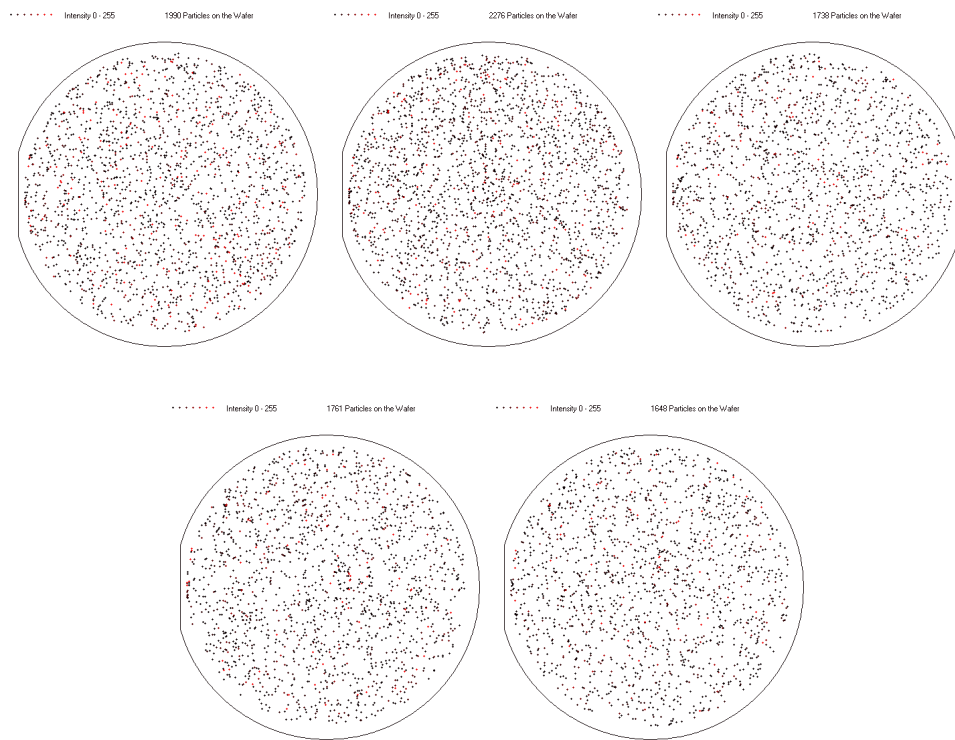 Intensity 0 - 255 1990 Particles on the Wafer
Intensity 0 - 255 2276 Particles on the Wafer
Intensity 0 - 255 1738 Particles on the Wafer
Intensity 0 - 255 1761 Particles on the Wafer
Intensity 0 - 255 1648 Particles on the Wafer